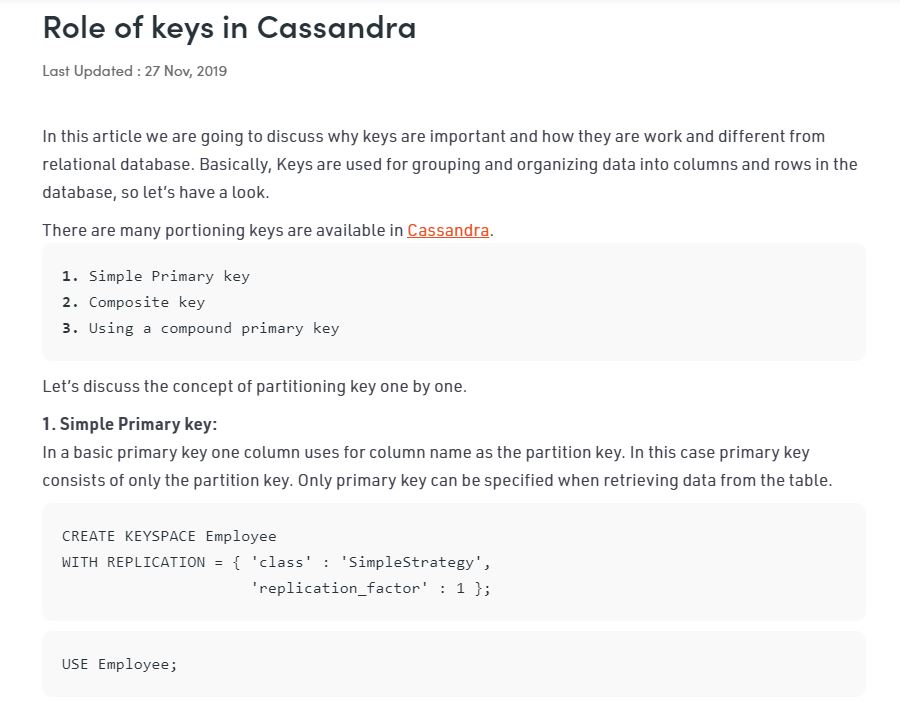 Role of keys in Cassandra
Last Updated : 27 Nov, 2019
In this article we are going to discuss why keys are important and how they are work and different from
relational database. Basically, Keys are used for grouping and organizing data into columns and rows in the
database, so let's have a look.
There are many portioning keys are available in Cassandra.
1. Simple Primary key
2. Composite key
3. Using a compound primary key
Let's discuss the concept of partitioning key one by one.
1. Simple Primary key:
In a basic primary key one column uses for column name as the partition key. In this case primary key
consists of only the partition key. Only primary key can be specified when retrieving data from the table.
CREATE KEYSPACE Employee
WITH REPLICATION = { 'class' : 'SimpleStrategy',
'replication_factor' : 1 };
USE Employee;